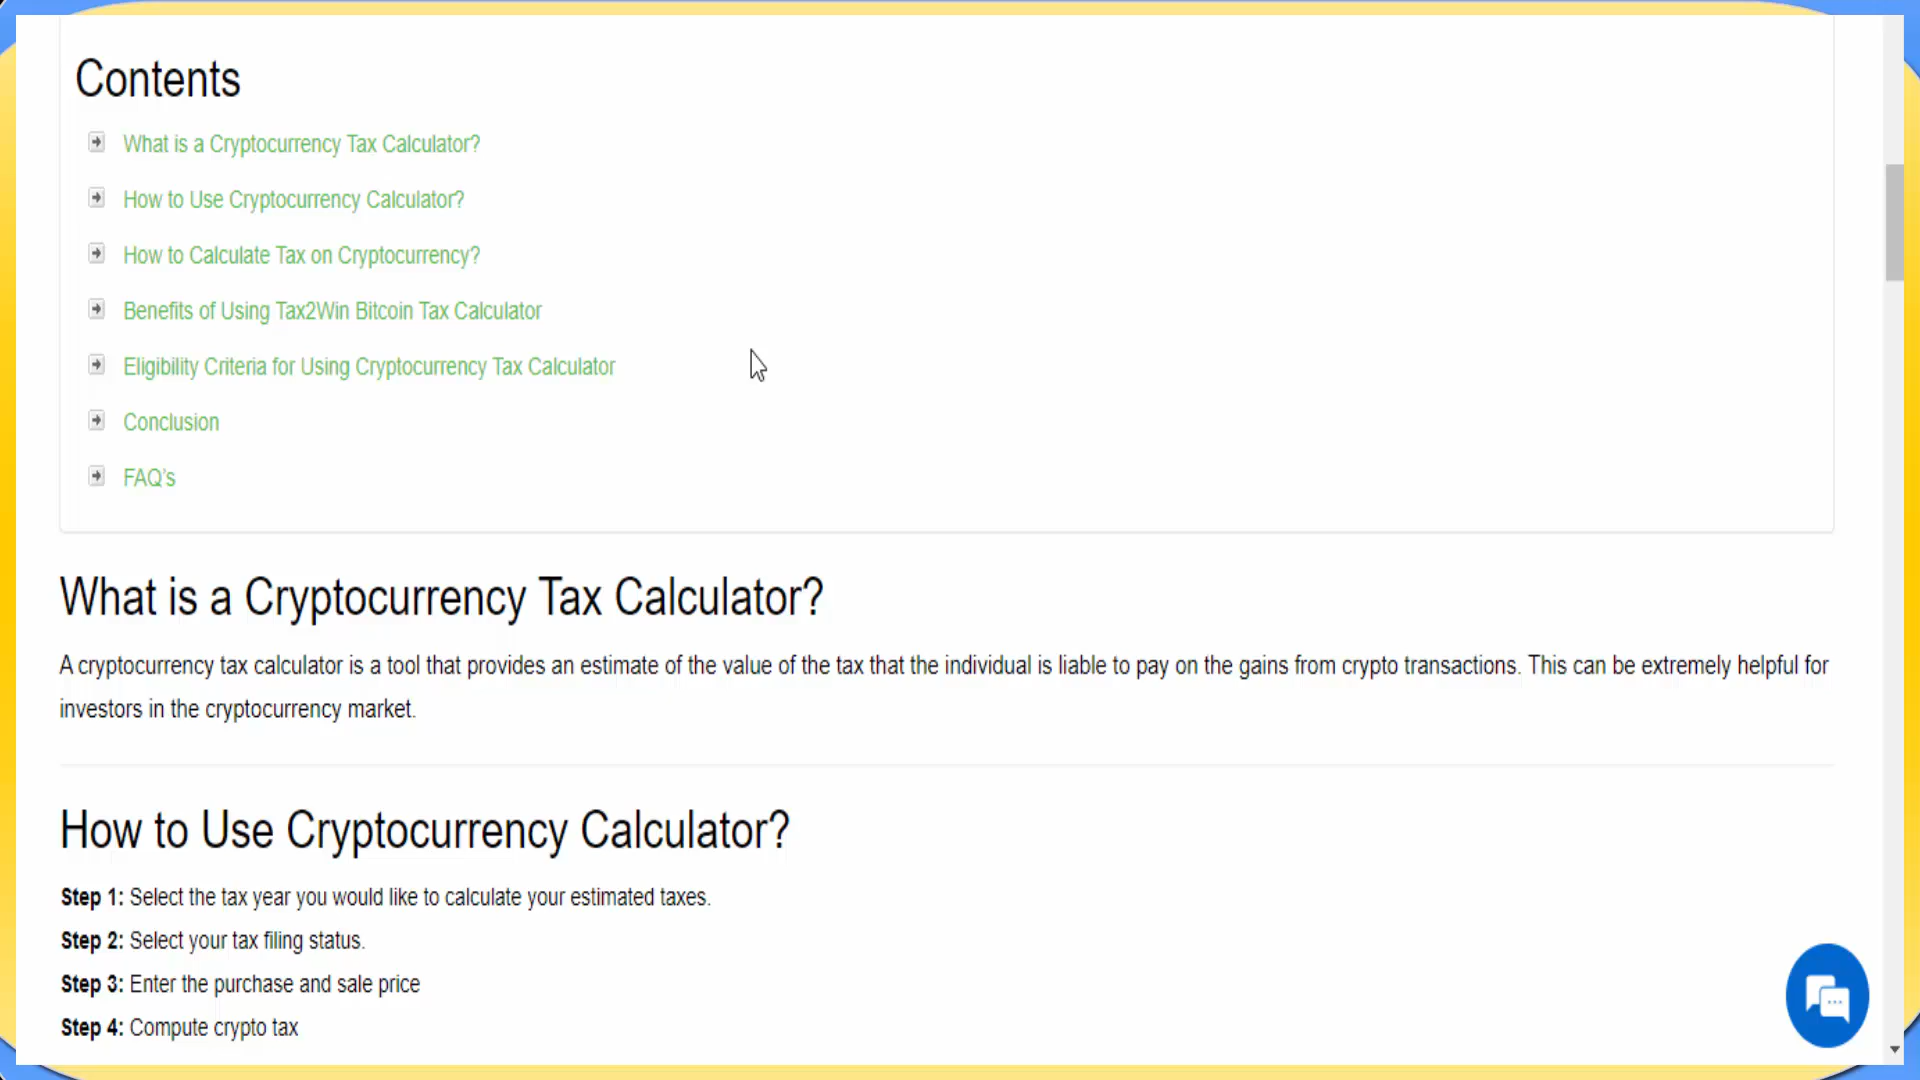 Contents
What is a Cryptocurrency Tax Calculator?
How to Use Cryptocurrency Calculator?
How to Calculate Tax on Cryptocurrency?
Benefits of Using Tax2Win Bitcoin Tax Calculator
Eligibility Criteria for Using Cryptocurrency Tax Calculator
Conclusion
FAQ's
What is a Cryptocurrency Tax Calculator?
A cryptocurrency tax calculator is a tool that provides an estimate of the value of the tax that the individual is liable to pay on the gains from crypto transactions. This can be extremely helpful for
investors in the cryptocurrency market.
How to Use Cryptocurrency Calculator?
Step 1: Select the tax year you would like to calculate your estimated taxes.
Step 2: Select your tax filing status.
Step 3: Enter the purchase and sale price
Step 4: Compute crypto tax